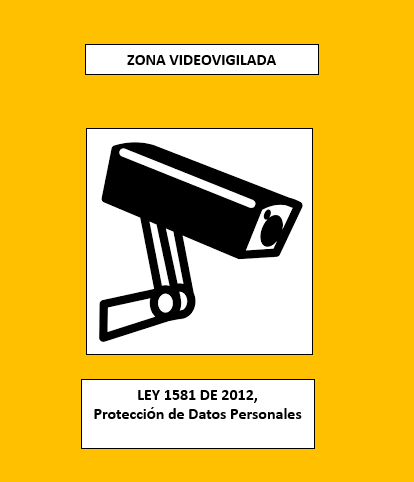 ZONA VIDEOVIGILADA
LEY 1581 DE 2012,
Protección de Datos Personales